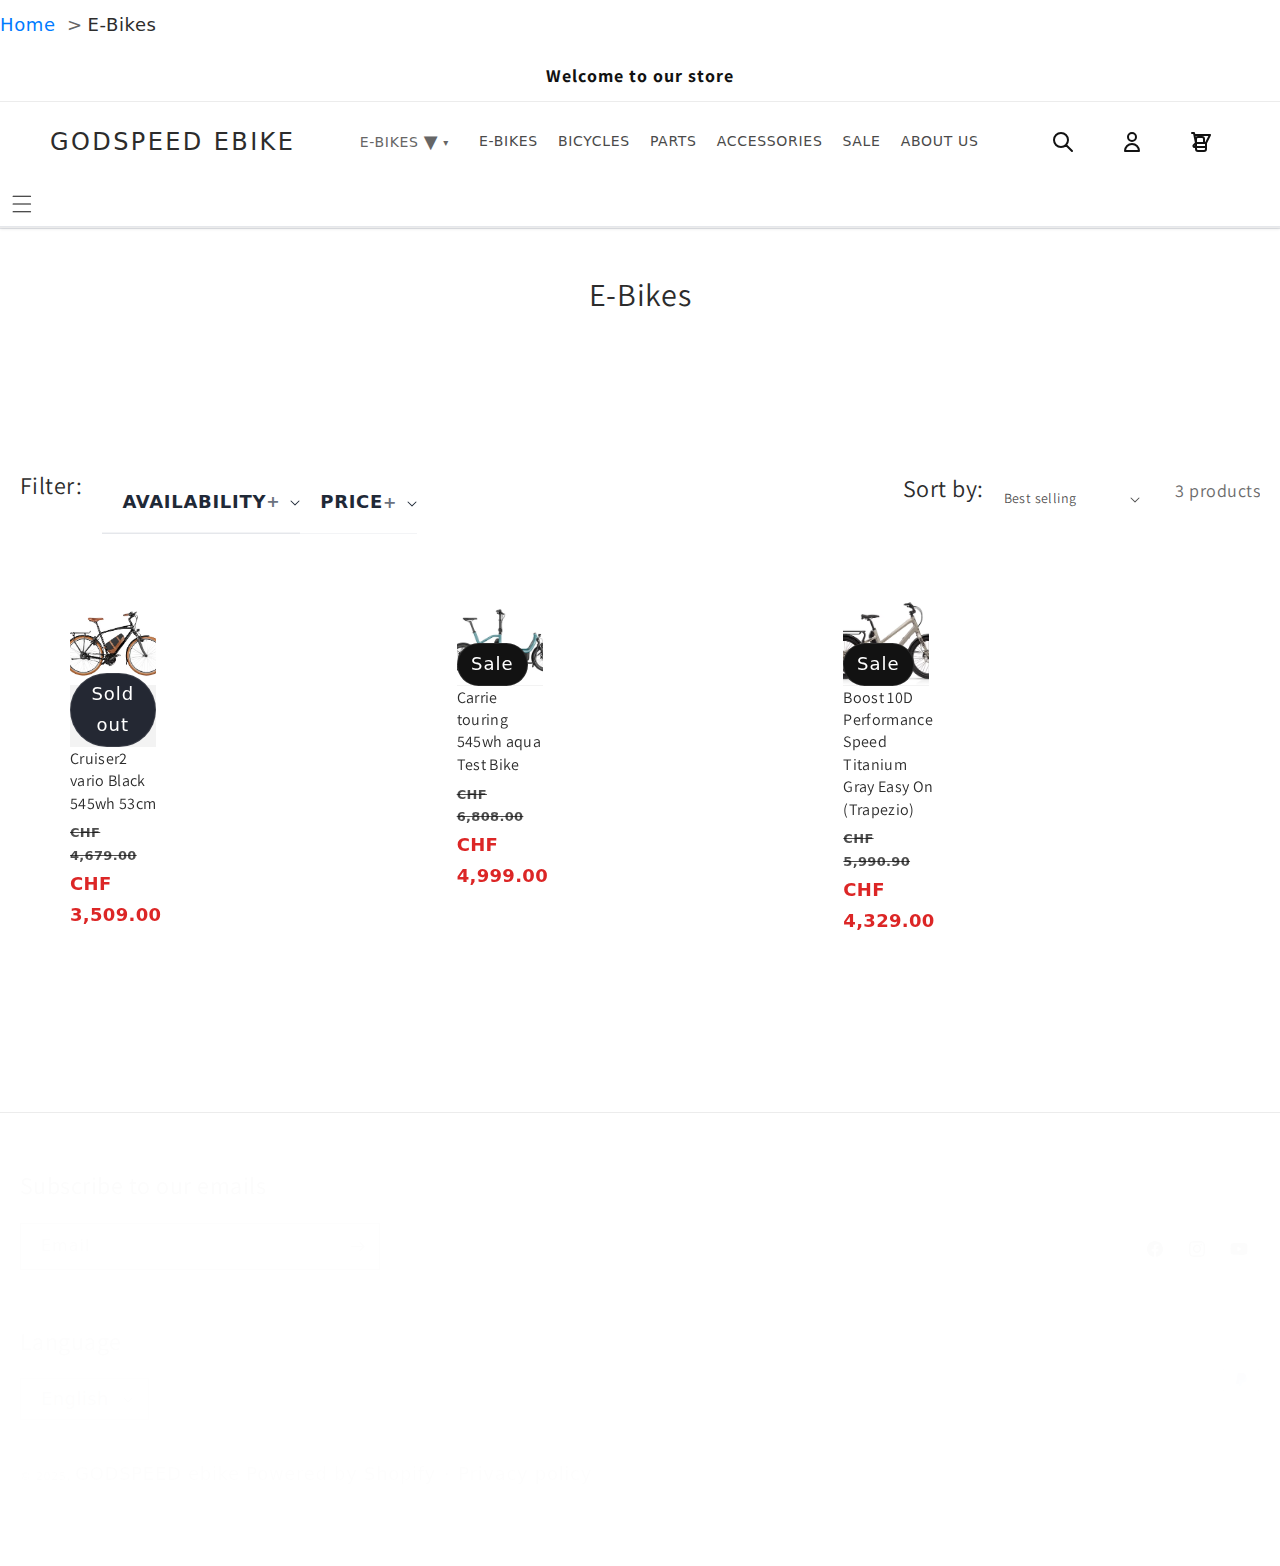 Home > E-Bikes
Welcome to our store
GODSPEED EBIKE
E-BIKES ▼ ▾ E-BIKES BICYCLES PARTS ACCESSORIES SALE ABOUT US
E-Bikes
Filter:
AVAILABILITY+ PRICE+
Sort by: Best selling 3 products
Sold
out
Cruiser2
vario Black
545wh 53cm
CHF
4,679.00
CHF
3,509.00
Sale
Carrie
touring
545wh aqua
Test Bike
CHF
6,808.00
CHF
4,999.00
Sale
Boost 10D
Performance
Speed
Titanium
Gray Easy On
(Trapezio)
CHF
5,990.90
CHF
4,329.00